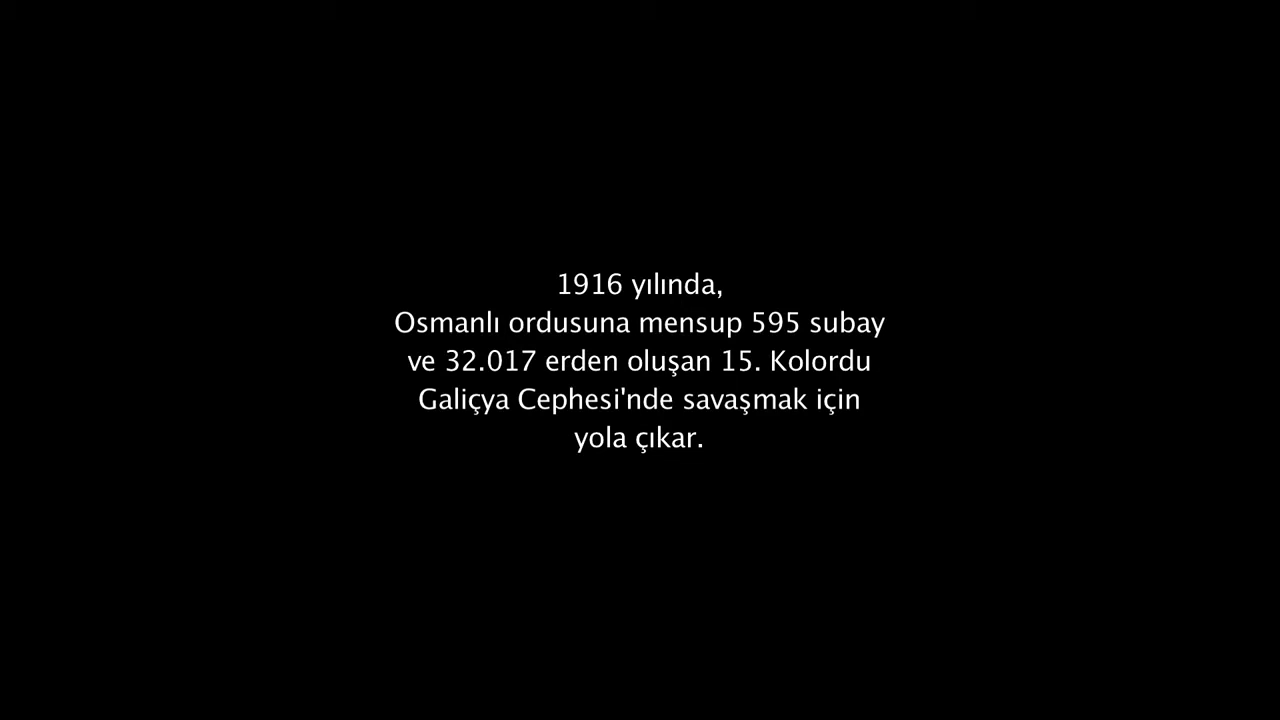 1916 yılında,
Osmanlı ordusuna mensup 595 subay
ve 32.017 erden oluşan 15. Kolordu
Galiçya Cephesi'nde savaşmak için
yola çıkar.